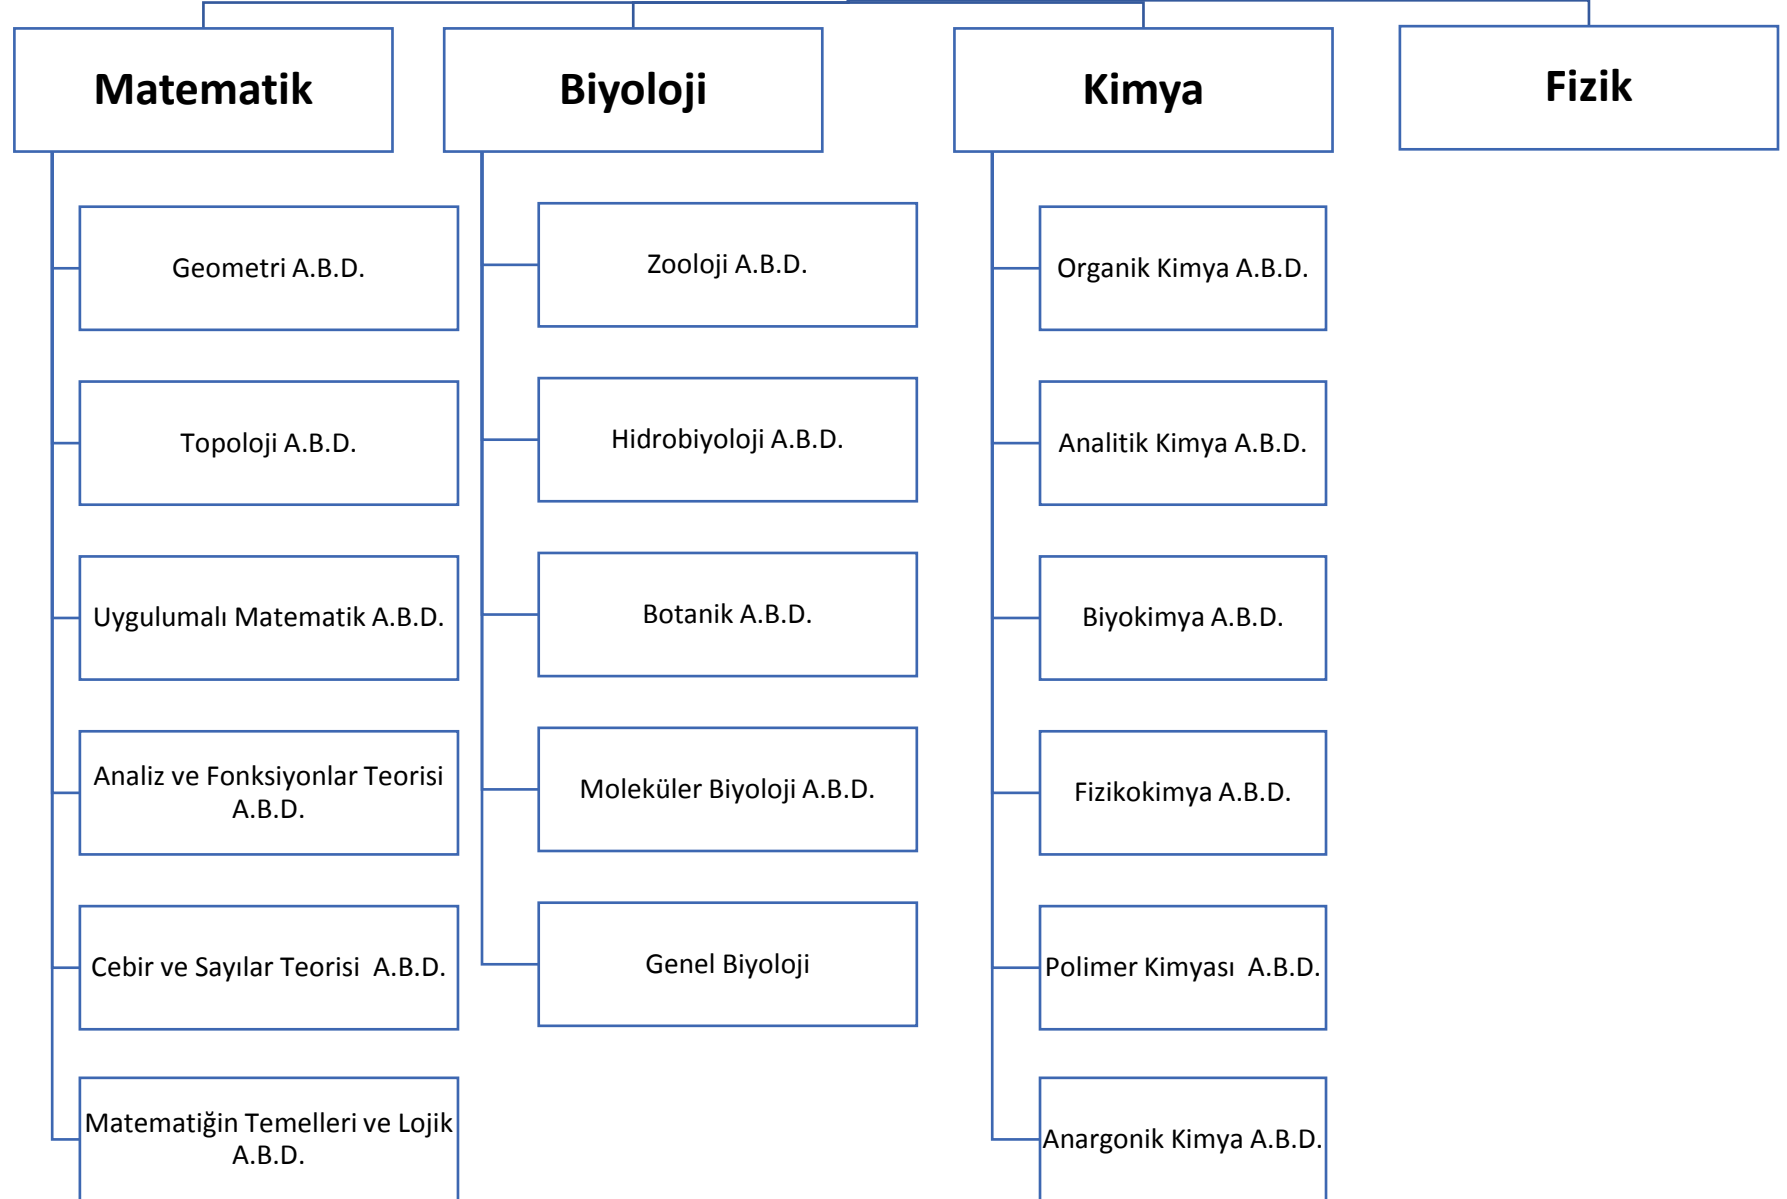 Matematik
Geometri A.B.D.
Topoloji A.B.D.
Uygulumalı Matematik A.B.D.
Analiz ve Fonksiyonlar Teorisi
A.B.D.
Cebir ve Sayılar Teorisi  A.B.D.
Matematiğin Temelleri ve Lojik
A.B.D.
Biyoloji
Zooloji A.B.D.
Hidrobiyoloji A.B.D.
Botanik A.B.D.
Moleküler Biyoloji A.B.D.
Genel Biyoloji
Kimya
Organik Kimya A.B.D.
Analitik Kimya A.B.D.
Biyokimya A.B.D.
Fizikokimya A.B.D.
Polimer Kimyası  A.B.D.
Anargonik Kimya A.B.D.
Fizik